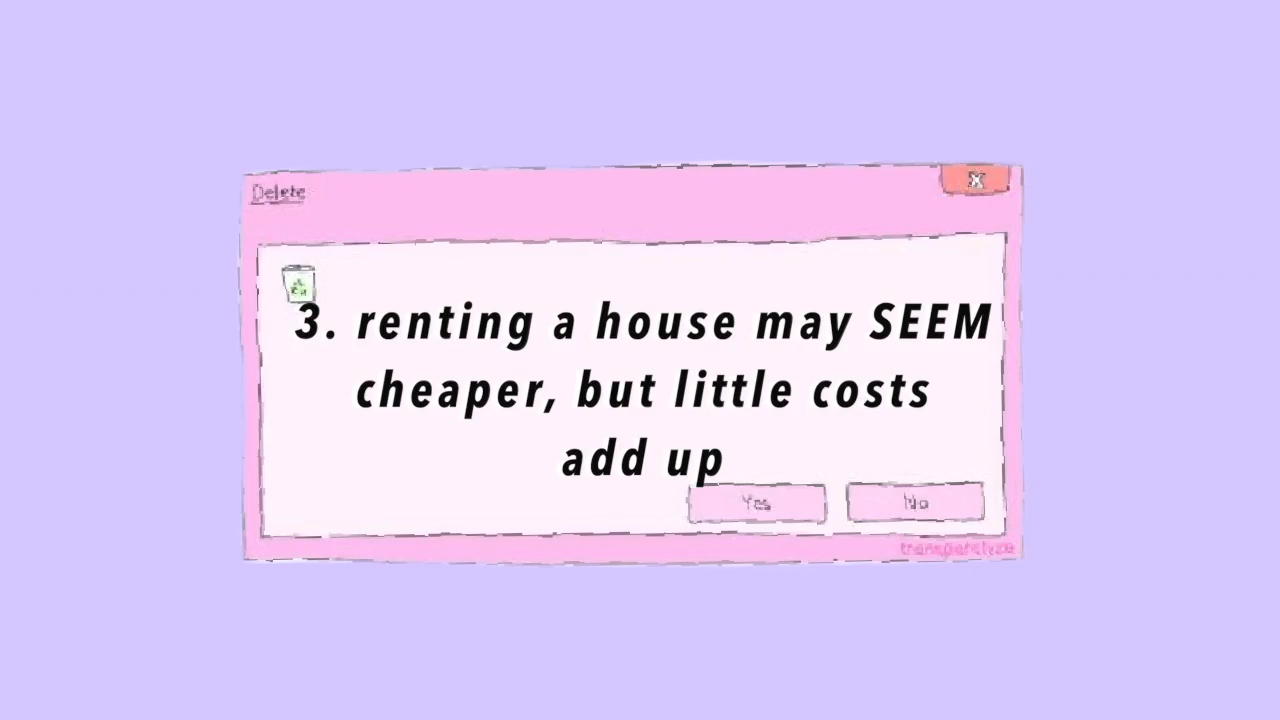 Delete
3. renting a house may SEEM
cheaper, but little costs
add up
Yes
No